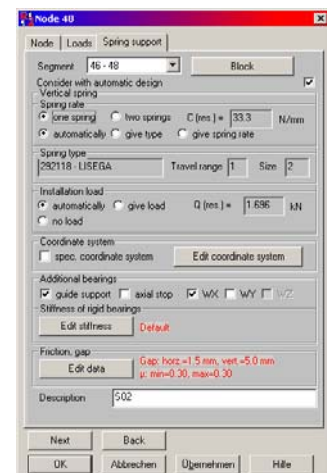 Node 40
Node Loads Spring support
Segment 46 - 48 Block
Consider with automatic design
Vertical spring
Spring rate
one spring two springs C (res.) = 33.3 N/mm
automatically give type give spring rate
Spring type
292118 - LISEGA Travel range 1 Size 2
Installation load
automatically give load Q (res.) = 1.696 kN
no load
Coordinate system
spec. coordinate system Edit coordinate system
Additional bearings
guide support axial stop WX WY WZ
Stiffness of rigid bearings
Edit stiffness Default
Friction, gap
Edit data Gap: horz.=1.5 mm, vert.=5.0 mm
µ: min=0.30, max=0.30
Description S02
Next Back
OK Abbrechen Übernehmen Hilfe